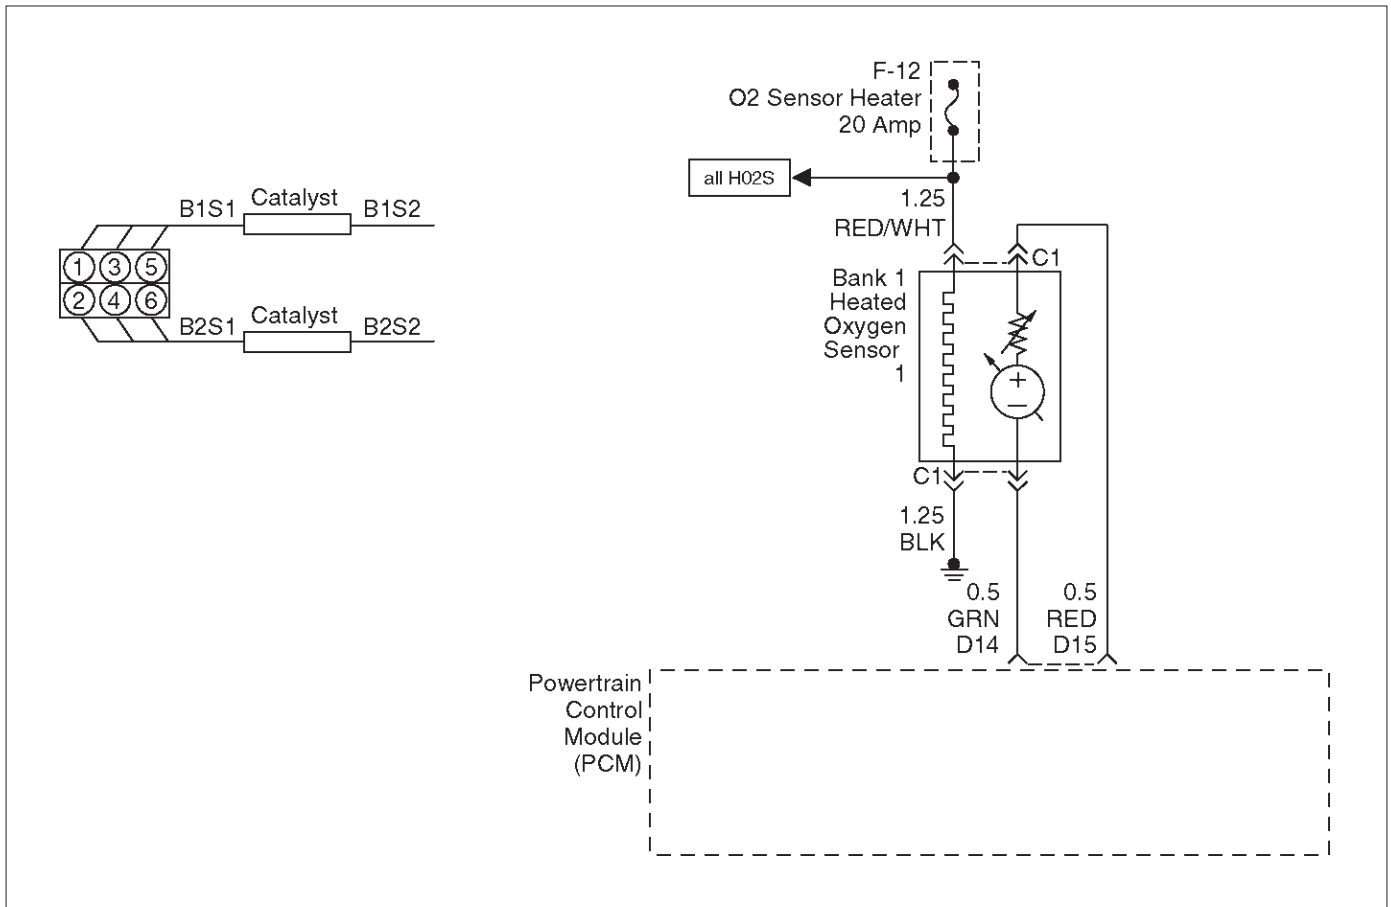 F-12
O2 Sensor Heater
20 Amp
all H02S
1.25
RED/WHT
C1
Bank 1
Heated
Oxygen
Sensor
1
+
−
C1
1.25
BLK
0.5
GRN
D14
0.5
RED
D15
Powertrain
Control
Module
(PCM)
B1S1 Catalyst B1S2
1 3 5
2 4 6
B2S1 Catalyst B2S2